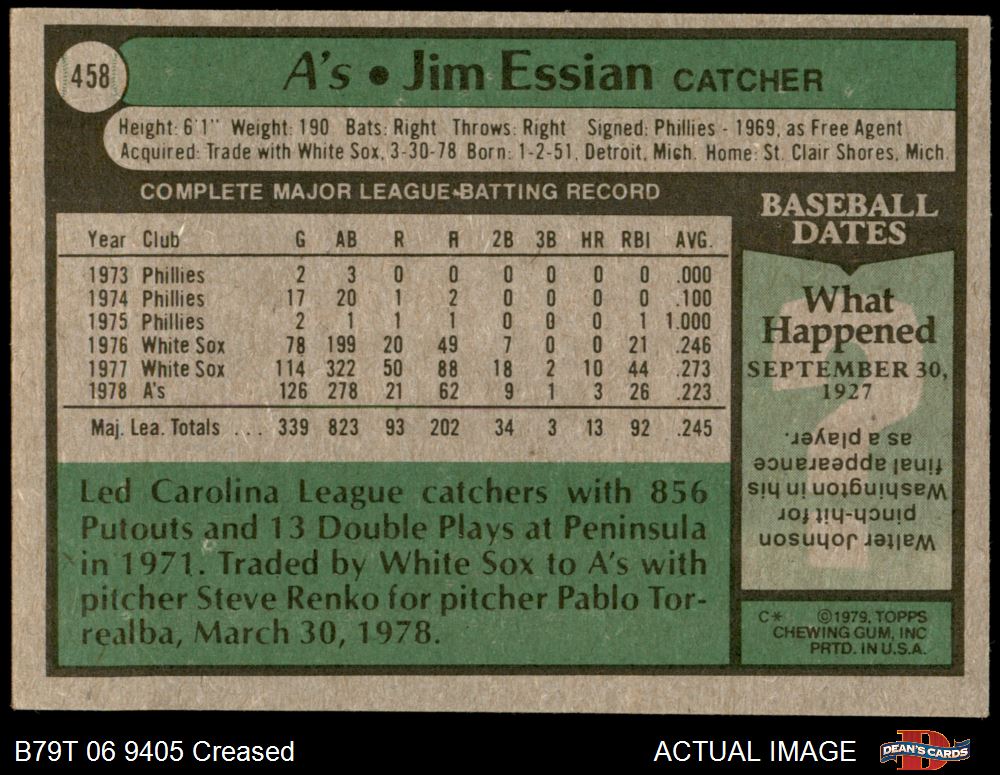 458
A's • Jim Essian CATCHER
Height: 6'1" Weight: 190 Bats: Right Throws: Right Signed: Phillies - 1969, as Free Agent
Acquired: Trade with White Sox, 3-30-78 Born: 1-2-51, Detroit, Mich. Home: St. Clair Shores, Mich.
COMPLETE MAJOR LEAGUE BATTING RECORD
Year Club G AB R H 2B 3B HR RBI AVG.
1973 Phillies 2 3 0 0 0 0 0 0 .000
1974 Phillies 17 20 1 2 0 0 0 0 .100
1975 Phillies 2 1 1 1 0 0 0 1 1.000
1976 White Sox 78 199 20 49 7 0 0 21 .246
1977 White Sox 114 322 50 88 18 2 10 44 .273
1978 A's 126 278 21 62 9 1 3 26 .223
Maj. Lea. Totals ... 339 823 93 202 34 3 13 92 .245
Led Carolina League catchers with 856
Putouts and 13 Double Plays at Peninsula
in 1971. Traded by White Sox to A's with
pitcher Steve Renko for pitcher Pablo Tor-
realba, March 30, 1978.
BASEBALL
DATES
What
Happened
SEPTEMBER 30,
1927
Walter Johnson
pinch-hit for
Washington in his
final appearance
as a player.
C* ©1979, TOPPS
CHEWING GUM, INC
PRTD. IN U.S.A.
B79T 06 9405 Creased
ACTUAL IMAGE
DEAN'S CARDS